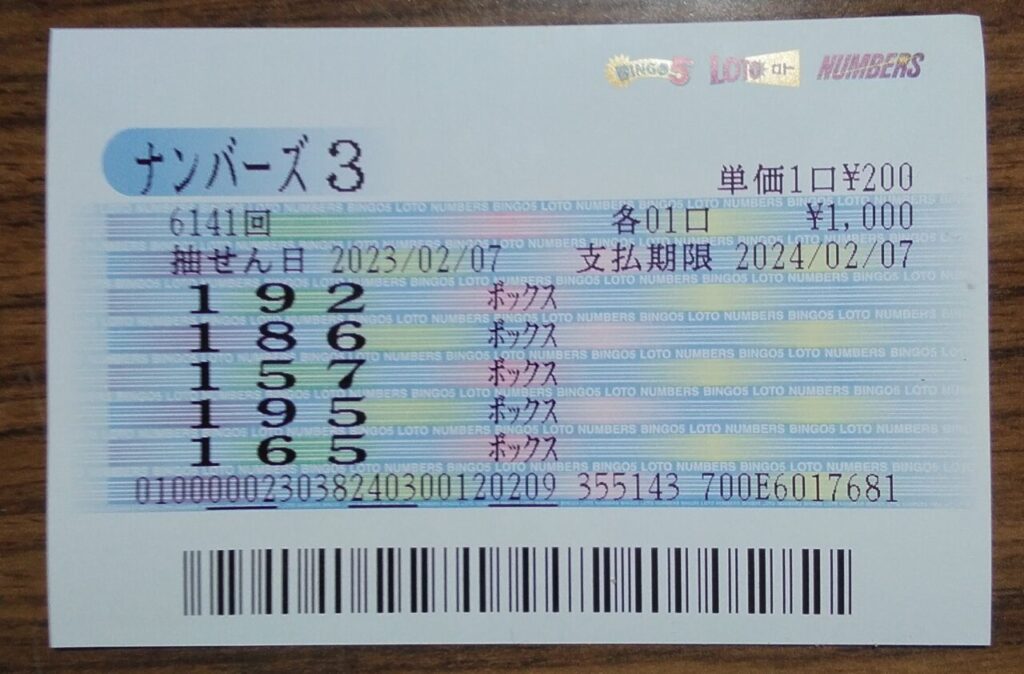 BINGO5 LOTO NUMBERS
ナンバーズ3
単価1口¥200
6141回 各01口 ¥1,000
抽せん日 2023/02/07 支払期限 2024/02/07
1 9 2 ボックス
1 8 6 ボックス
1 5 7 ボックス
1 9 5 ボックス
1 6 5 ボックス
010000023038240300120209 355143 700E6017681